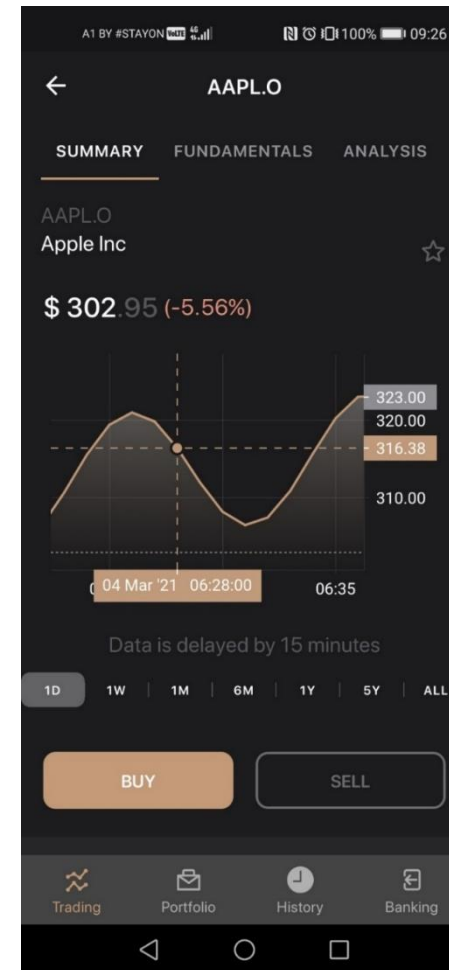 A1 BY #STAYON VoLTE 4G 100% 09:26
AAPL.O
SUMMARY FUNDAMENTALS ANALYSIS
AAPL.O
Apple Inc
$ 302.95 (-5.56%)
323.00
320.00
316.38
310.00
04 Mar '21 06:28:00
06:35
Data is delayed by 15 minutes
1D 1W 1M 6M 1Y 5Y ALL
BUY SELL
Trading Portfolio History Banking